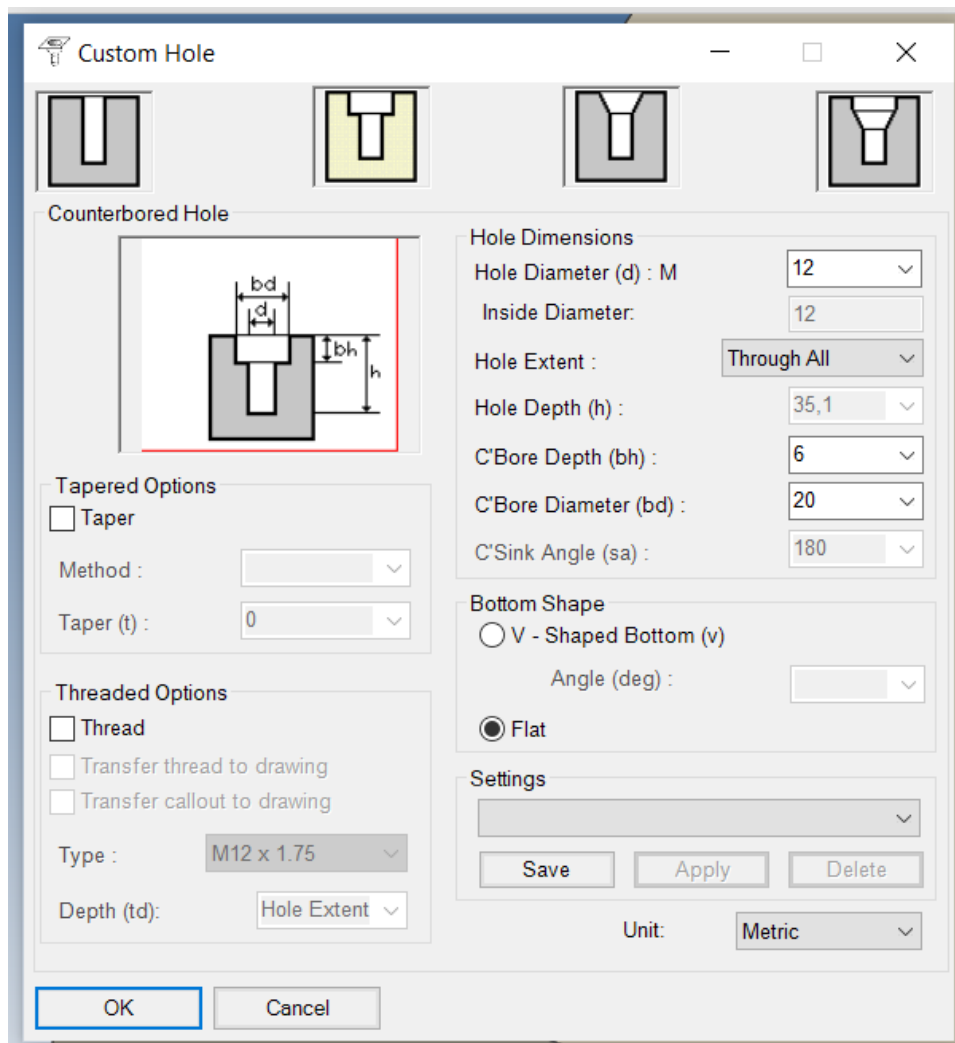 Custom Hole
Counterbored Hole
bd
d
bh
h
Hole Dimensions
Hole Diameter (d) : M 12
Inside Diameter: 12
Hole Extent : Through All
Hole Depth (h) : 35,1
C'Bore Depth (bh) : 6
C'Bore Diameter (bd) : 20
C'Sink Angle (sa) : 180
Tapered Options
Taper
Method :
Taper (t) : 0
Bottom Shape
V - Shaped Bottom (v)
Angle (deg) :
Flat
Threaded Options
Thread
Transfer thread to drawing
Transfer callout to drawing
Type : M12 x 1.75
Depth (td): Hole Extent
Settings
Save Apply Delete
Unit: Metric
OK Cancel